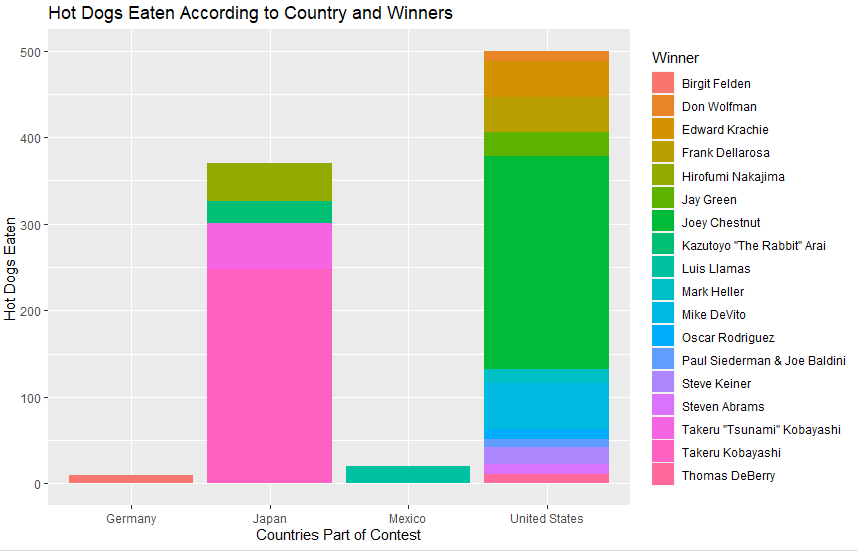 Hot Dogs Eaten According to Country and Winners
500
400
300
200
100
0
Hot Dogs Eaten
Germany
Japan
Mexico
United States
Countries Part of Contest
Winner
Birgit Felden
Don Wolfman
Edward Krachie
Frank Dellarosa
Hirofumi Nakajima
Jay Green
Joey Chestnut
Kazutoyo "The Rabbit" Arai
Luis Llamas
Mark Heller
Mike DeVito
Oscar Rodriguez
Paul Siederman & Joe Baldini
Steve Keiner
Steven Abrams
Takeru "Tsunami" Kobayashi
Takeru Kobayashi
Thomas DeBerry